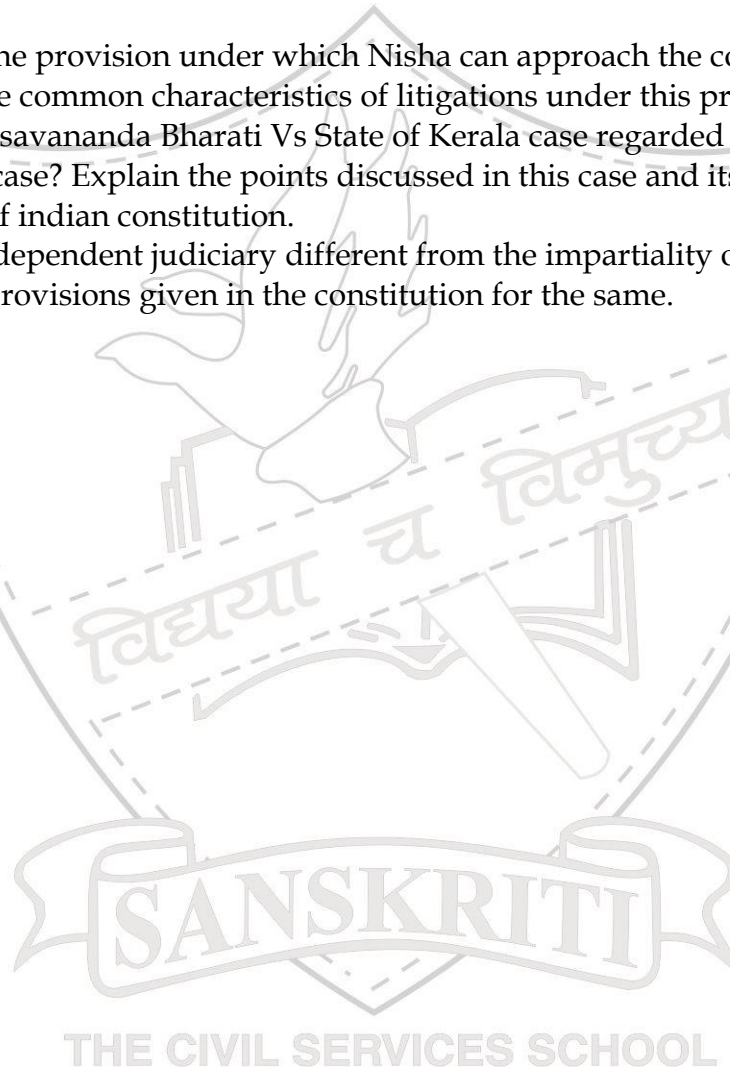 ne provision under which Nisha can approach the co
e common characteristics of litigations under this pr
savananda Bharati Vs State of Kerala case regarded
case? Explain the points discussed in this case and its
f indian constitution.
dependent judiciary different from the impartiality o
rovisions given in the constitution for the same.
विद्यया च विमुच्य
SANSKRITI
THE CIVIL SERVICES SCHOOL